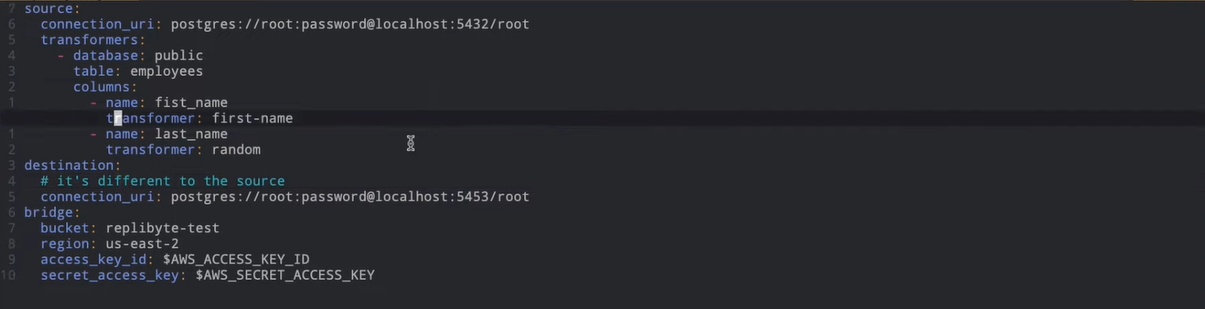 7 source:
6   connection_uri: postgres://root:password@localhost:5432/root
5   transformers:
4     - database: public
3       table: employees
2       columns:
1         - name: fist_name
            transformer: first-name
1         - name: last_name
2           transformer: random
3 destination:
4   # it's different to the source
5   connection_uri: postgres://root:password@localhost:5453/root
6 bridge:
7   bucket: replibyte-test
8   region: us-east-2
9   access_key_id: $AWS_ACCESS_KEY_ID
10  secret_access_key: $AWS_SECRET_ACCESS_KEY